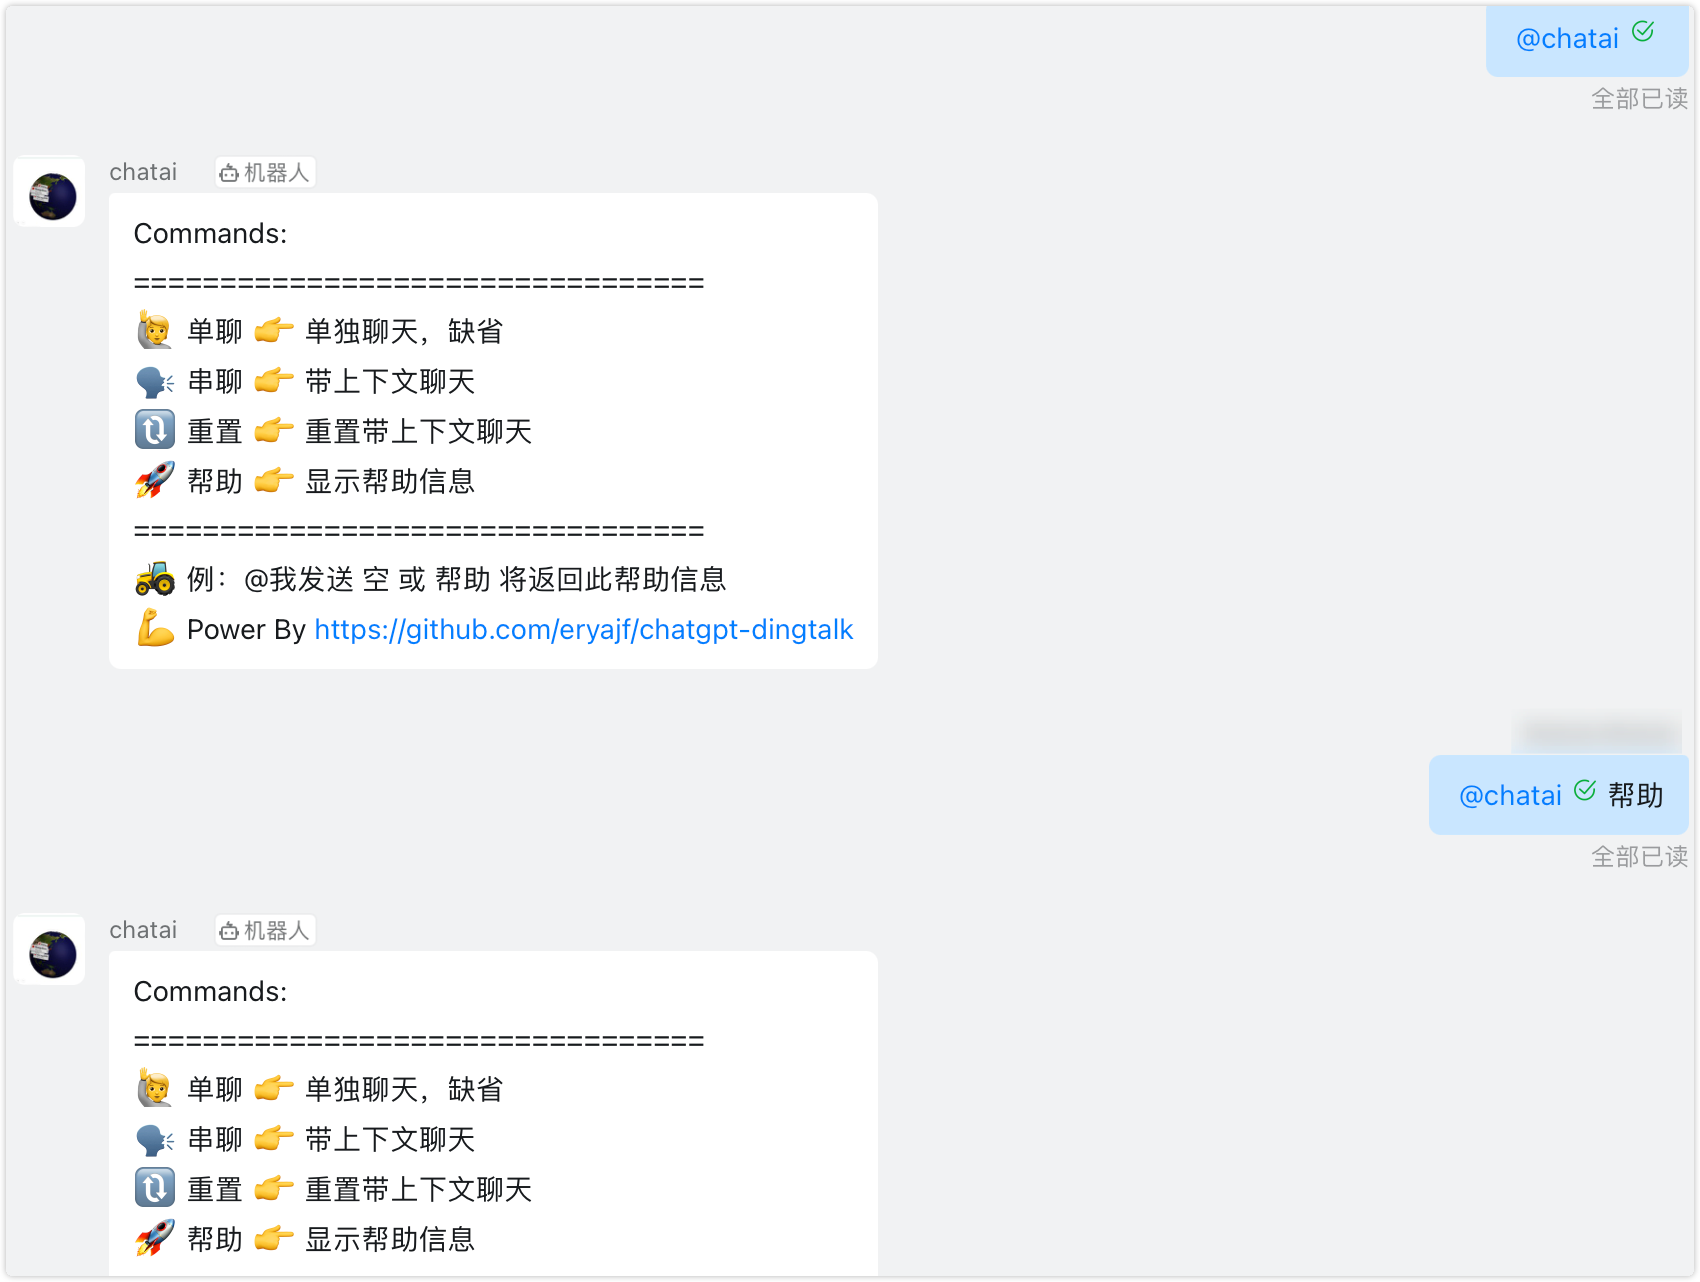 @chatai
全部已读
chatai 机器人
Commands:
=================================
🙋 单聊 👉 单独聊天，缺省
🗣 串聊 👉 带上下文聊天
🔃 重置 👉 重置带上下文聊天
🚀 帮助 👉 显示帮助信息
=================================
🚜 例：@我发送 空 或 帮助 将返回此帮助信息
💪 Power By https://github.com/eryajf/chatgpt-dingtalk
@chatai 帮助
全部已读
chatai 机器人
Commands:
=================================
🙋 单聊 👉 单独聊天，缺省
🗣 串聊 👉 带上下文聊天
🔃 重置 👉 重置带上下文聊天
🚀 帮助 👉 显示帮助信息